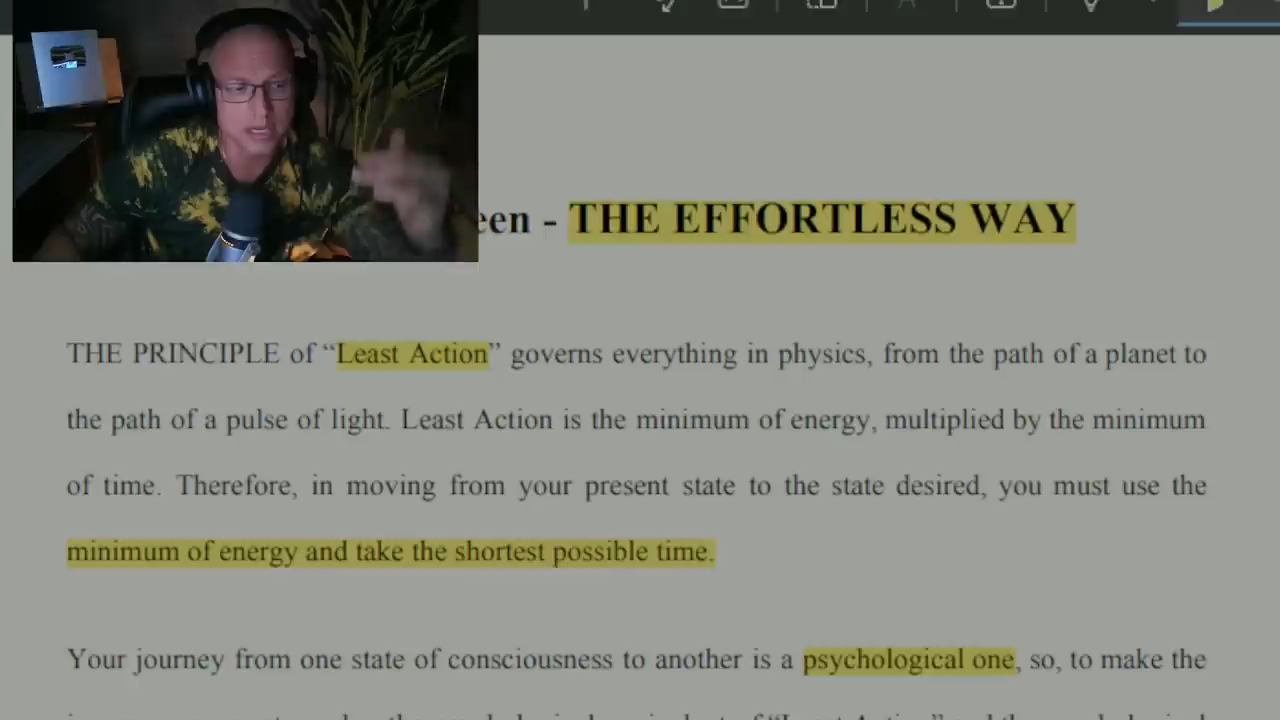 een - THE EFFORTLESS WAY
THE PRINCIPLE of “Least Action” governs everything in physics, from the path of a planet to
the path of a pulse of light. Least Action is the minimum of energy, multiplied by the minimum
of time. Therefore, in moving from your present state to the state desired, you must use the
minimum of energy and take the shortest possible time.
Your journey from one state of consciousness to another is a psychological one, so, to make the